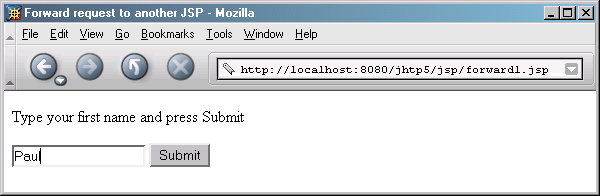 Forward request to another JSP - Mozilla
File Edit View Go Bookmarks Tools Window Help
http://localhost:8080/jhtp5/jsp/forward1.jsp
Type your first name and press Submit
Paul Submit